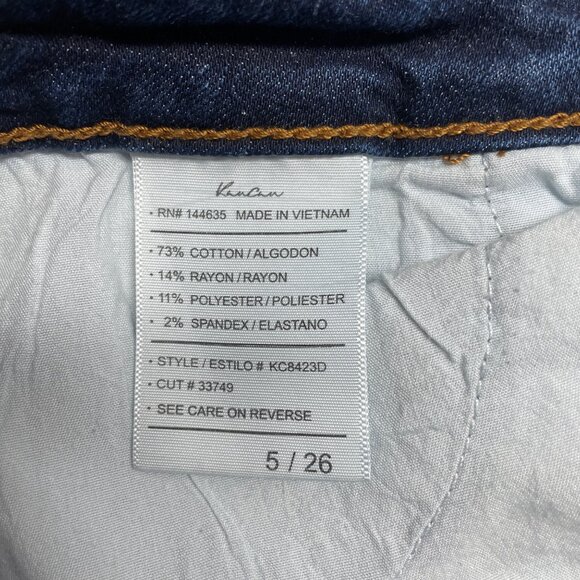 KanCan
• RN# 144635 MADE IN VIETNAM
• 73% COTTON / ALGODON
• 14% RAYON / RAYON
• 11% POLYESTER / POLIESTER
• 2% SPANDEX / ELASTANO
• STYLE / ESTILO # KC8423D
• CUT # 33749
• SEE CARE ON REVERSE
5 / 26